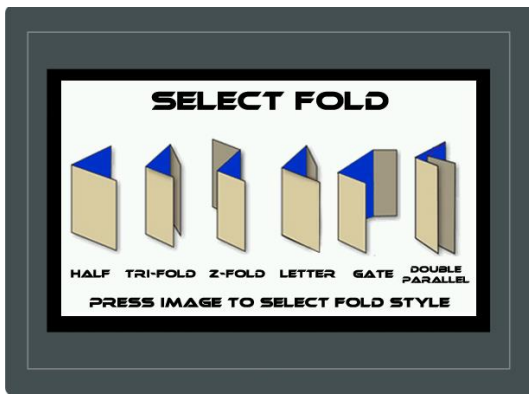 SELECT FOLD
HALF TRI-FOLD Z-FOLD LETTER GATE DOUBLE PARALLEL
PRESS IMAGE TO SELECT FOLD STYLE